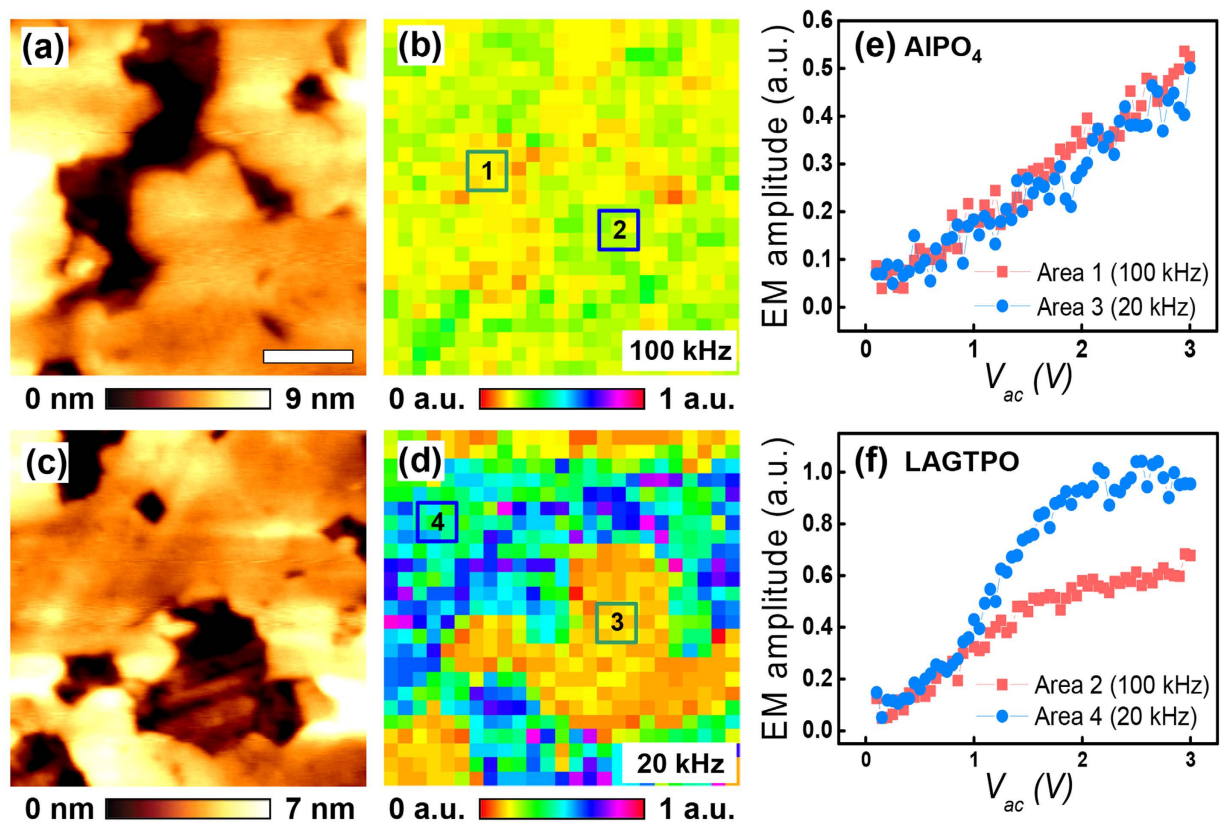 (a)
0 nm 9 nm
(b)
1
2
100 kHz
0 a.u. 1 a.u.
(e) AlPO4
EM amplitude (a.u.)
0.6
0.5
0.4
0.3
0.2
0.1
0.0
Area 1 (100 kHz)
Area 3 (20 kHz)
0 1 2 3
Vac (V)
(c)
0 nm 7 nm
(d)
4
3
20 kHz
0 a.u. 1 a.u.
(f) LAGTPO
EM amplitude (a.u.)
1.0
0.8
0.6
0.4
0.2
0.0
Area 2 (100 kHz)
Area 4 (20 kHz)
0 1 2 3
Vac (V)